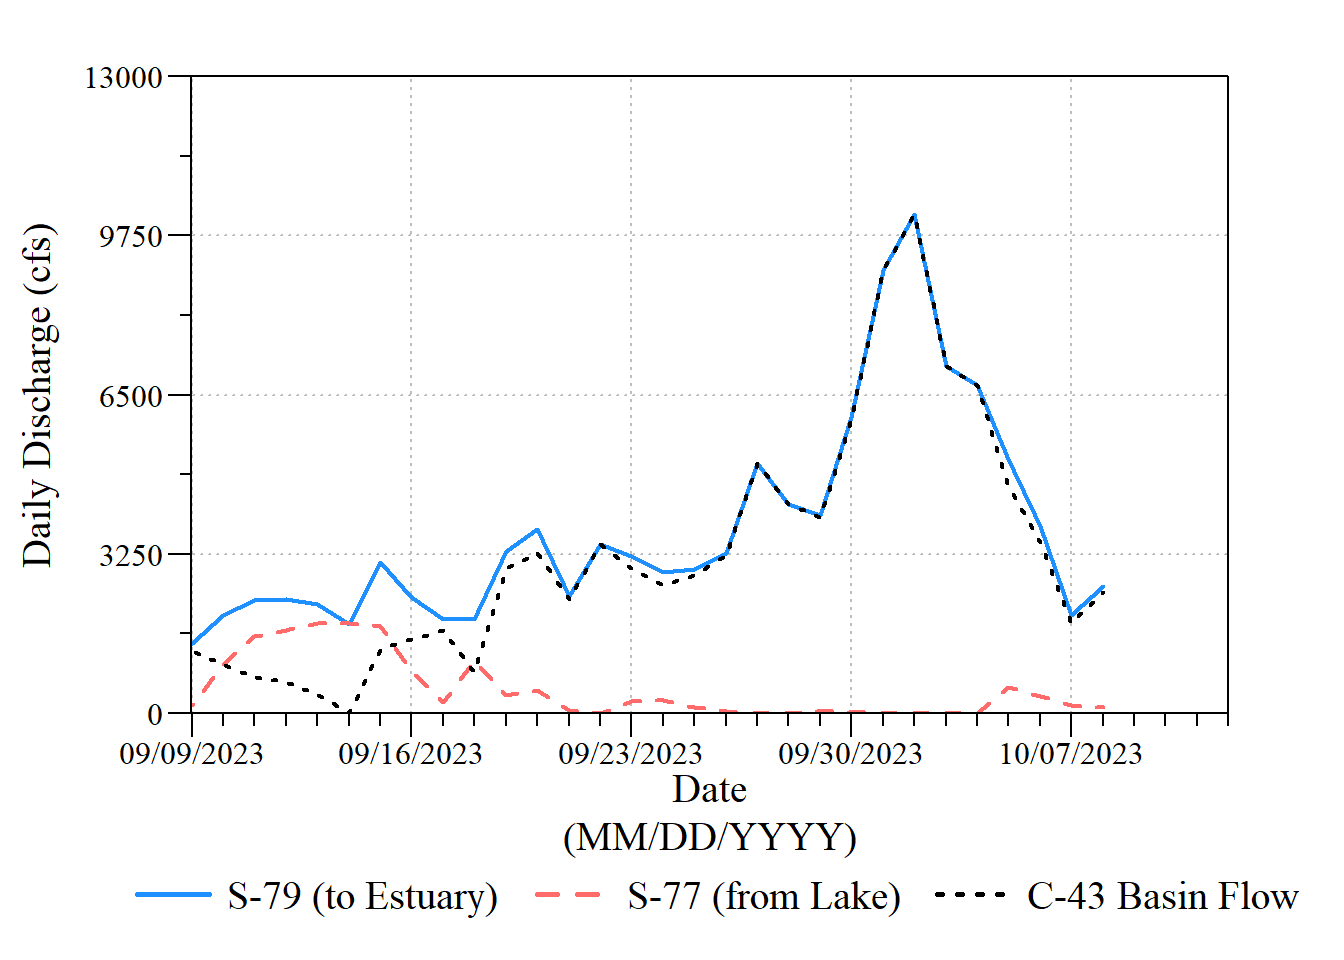 13000
9750
6500
3250
0
Daily Discharge (cfs)
09/09/2023 09/16/2023 09/23/2023 09/30/2023 10/07/2023
Date
(MM/DD/YYYY)
S-79 (to Estuary) S-77 (from Lake) C-43 Basin Flow